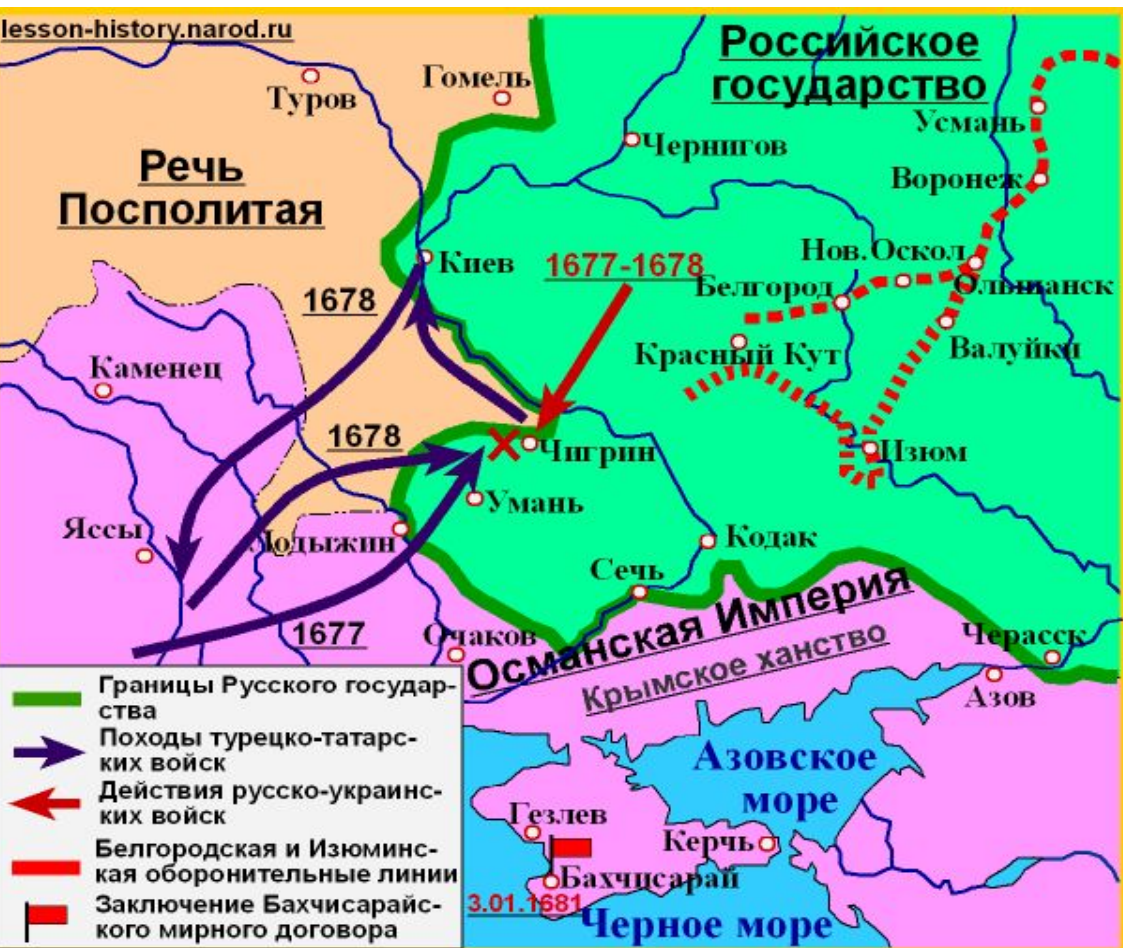 lesson-history.narod.ru
Российское
государство
Гомель
Туров
Усмань
Чернигов
Речь
Посполитая
Воронеж
Киев
1677-1678
Нов.Оскол
Белгород
Ольшанск
1678
Красный Кут
Валуйки
Каменец
1678
Чигрин
Изюм
Умань
Яссы
Лодыжин
Кодак
Сечь
1677
Очаков
Османская Империя
Крымское ханство
Черасск
Азов
Границы Русского государ-
ства
Походы турецко-татарс-
ких войск
Действия русско-украинс-
ких войск
Белгородская и Изюминс-
кая оборонительные линии
Заключение Бахчисарайс-
кого мирного договора
Азовское
море
Гезлев
Керчь
Бахчисарай
3.01.1681
Черное море